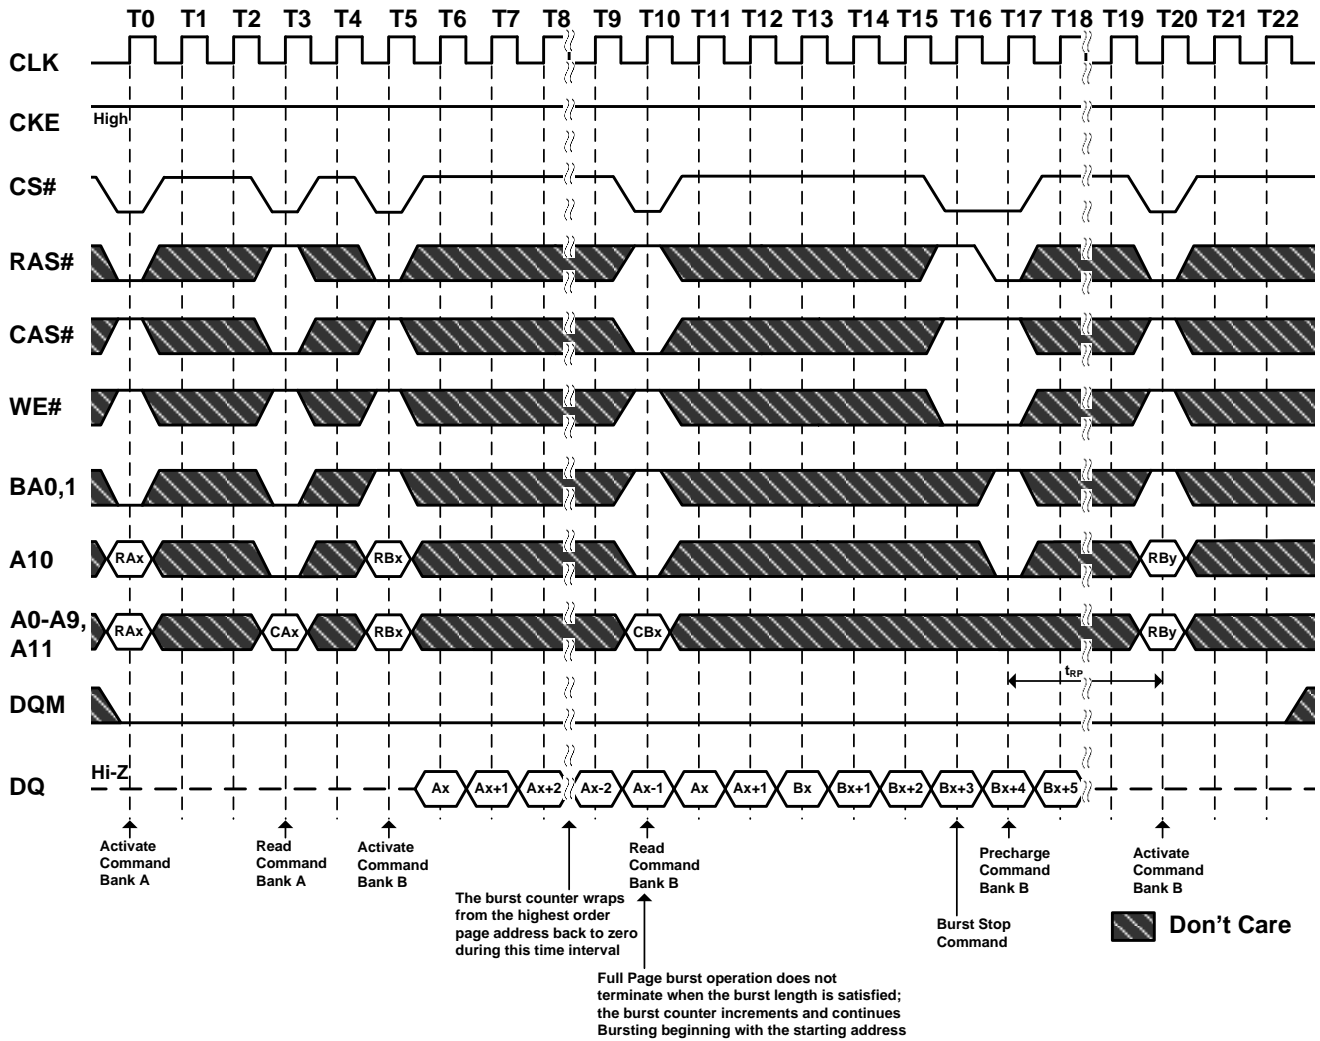 T0 T1 T2 T3 T4 T5 T6 T7 T8 T9 T10 T11 T12 T13 T14 T15 T16 T17 T18 T19 T20 T21 T22
CLK
CKE High
CS#
RAS#
CAS#
WE#
BA0,1
A10 RAx RBx RBy
A0-A9,
A11
RAx CAx RBx CBx RBy
tRP
DQM
DQ Hi-Z Ax Ax+1 Ax+2 Ax-2 Ax-1 Ax Ax+1 Bx Bx+1 Bx+2 Bx+3 Bx+4 Bx+5
Activate
Command
Bank A
Read
Command
Bank A
Activate
Command
Bank B
The burst counter wraps
from the highest order
page address back to zero
during this time interval
Read
Command
Bank B
Full Page burst operation does not
terminate when the burst length is satisfied;
the burst counter increments and continues
Bursting beginning with the starting address
Burst Stop
Command
Precharge
Command
Bank B
Activate
Command
Bank B
Don't Care